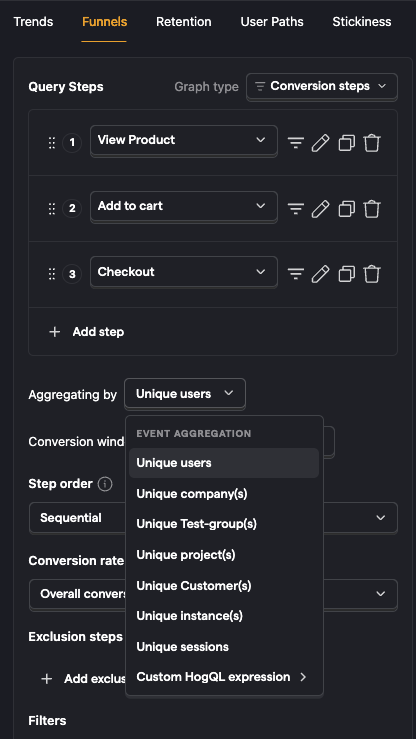 Trends Funnels Retention User Paths Stickiness
Query Steps Graph type Conversion steps
1 View Product
2 Add to cart
3 Checkout
+ Add step
Aggregating by Unique users
EVENT AGGREGATION
Conversion wind
Unique users
Step order
Unique company(s)
Sequential
Unique Test-group(s)
Unique project(s)
Conversion rate
Unique Customer(s)
Overall convers
Unique instance(s)
Exclusion steps
Unique sessions
+ Add exclus
Custom HogQL expression
Filters